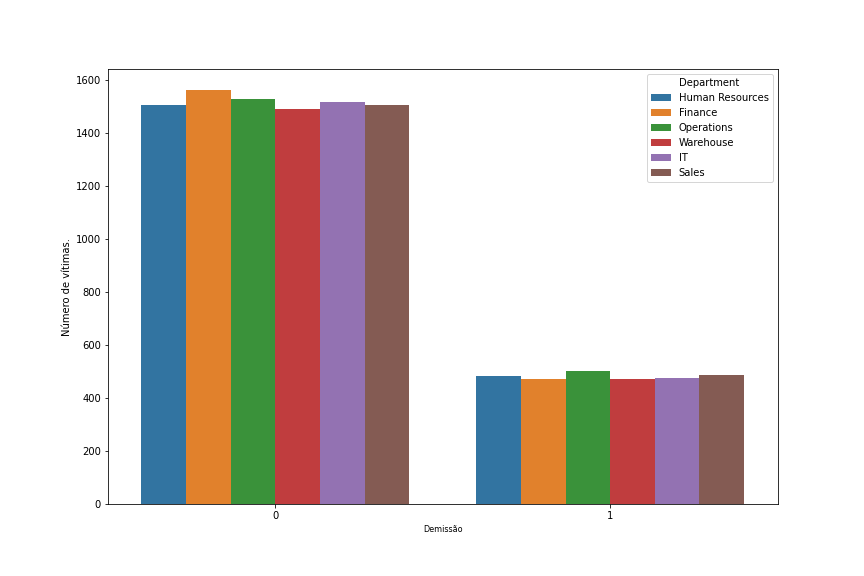 1600
1400
1200
1000
800
600
400
200
0
Número de vítimas.
0
1
Demissão
Department
Human Resources
Finance
Operations
Warehouse
IT
Sales